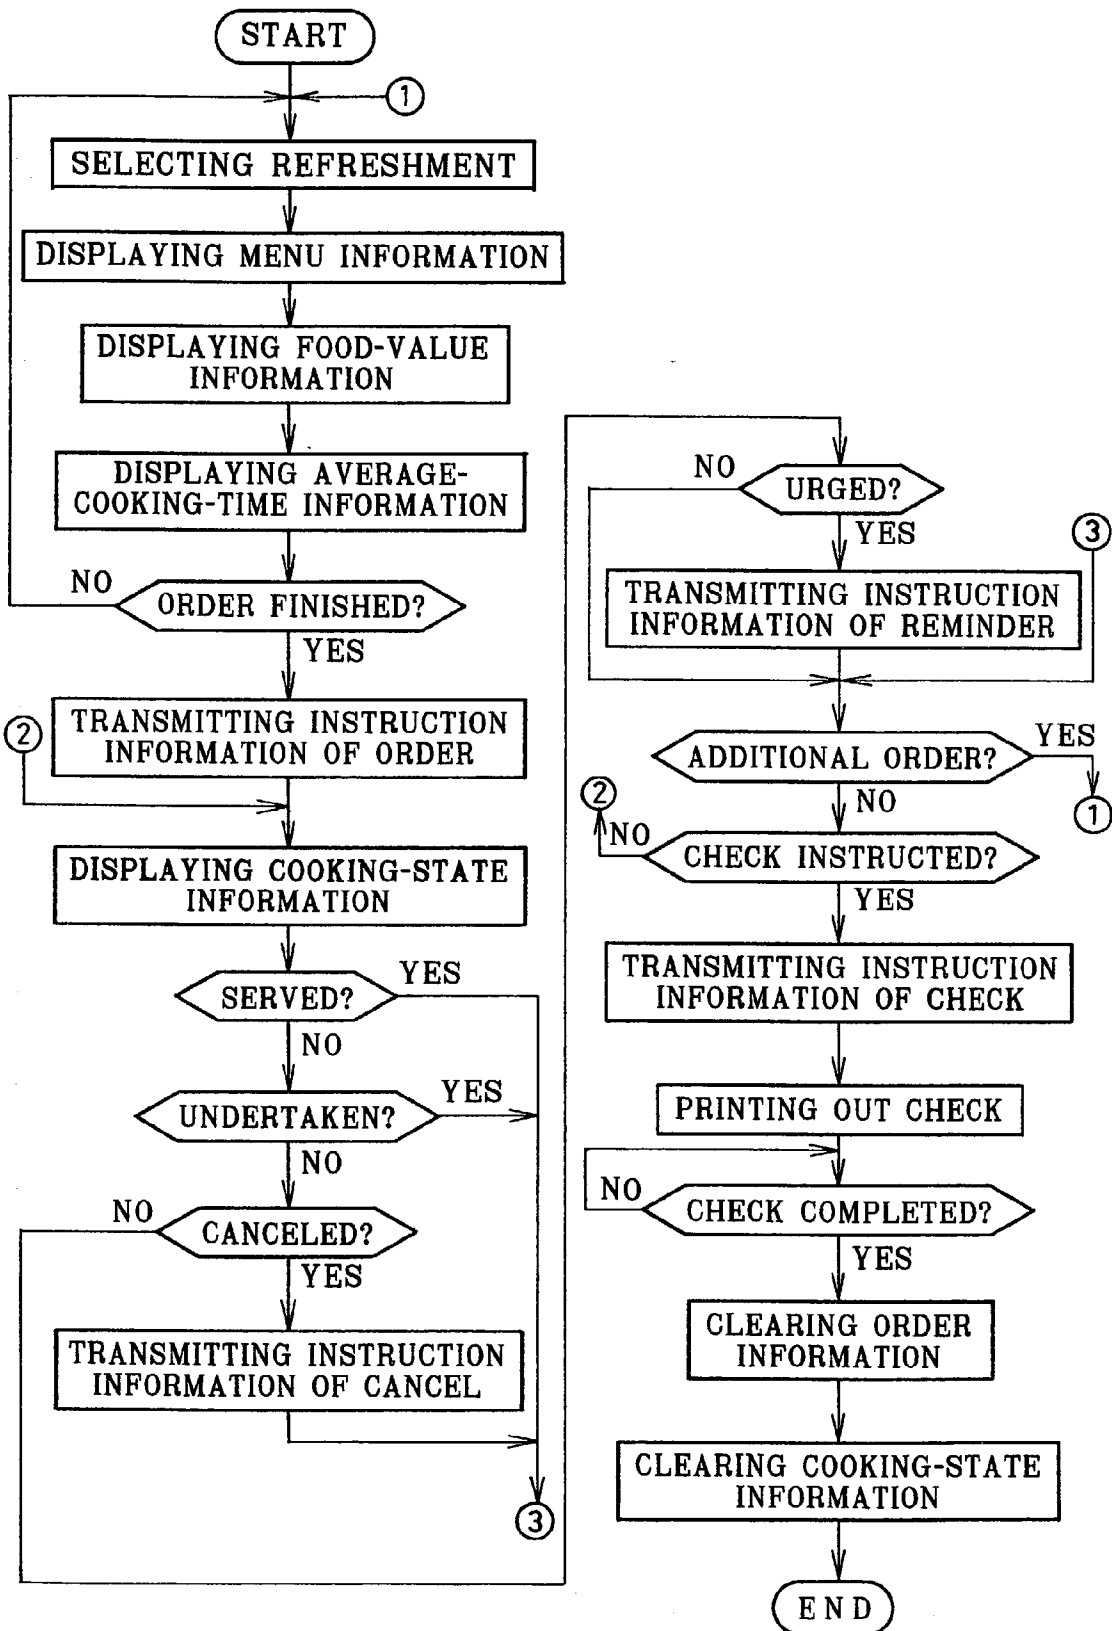 START
①
SELECTING REFRESHMENT
DISPLAYING MENU INFORMATION
DISPLAYING FOOD-VALUE
INFORMATION
DISPLAYING AVERAGE-
COOKING-TIME INFORMATION
NO
ORDER FINISHED?
YES
TRANSMITTING INSTRUCTION
INFORMATION OF ORDER
②
DISPLAYING COOKING-STATE
INFORMATION
SERVED?
YES
NO
UNDERTAKEN?
YES
NO
NO
CANCELED?
YES
TRANSMITTING INSTRUCTION
INFORMATION OF CANCEL
③
NO
URGED?
YES
③
TRANSMITTING INSTRUCTION
INFORMATION OF REMINDER
ADDITIONAL ORDER?
YES
①
NO
②
NO
CHECK INSTRUCTED?
YES
TRANSMITTING INSTRUCTION
INFORMATION OF CHECK
PRINTING OUT CHECK
NO
CHECK COMPLETED?
YES
CLEARING ORDER
INFORMATION
CLEARING COOKING-STATE
INFORMATION
END